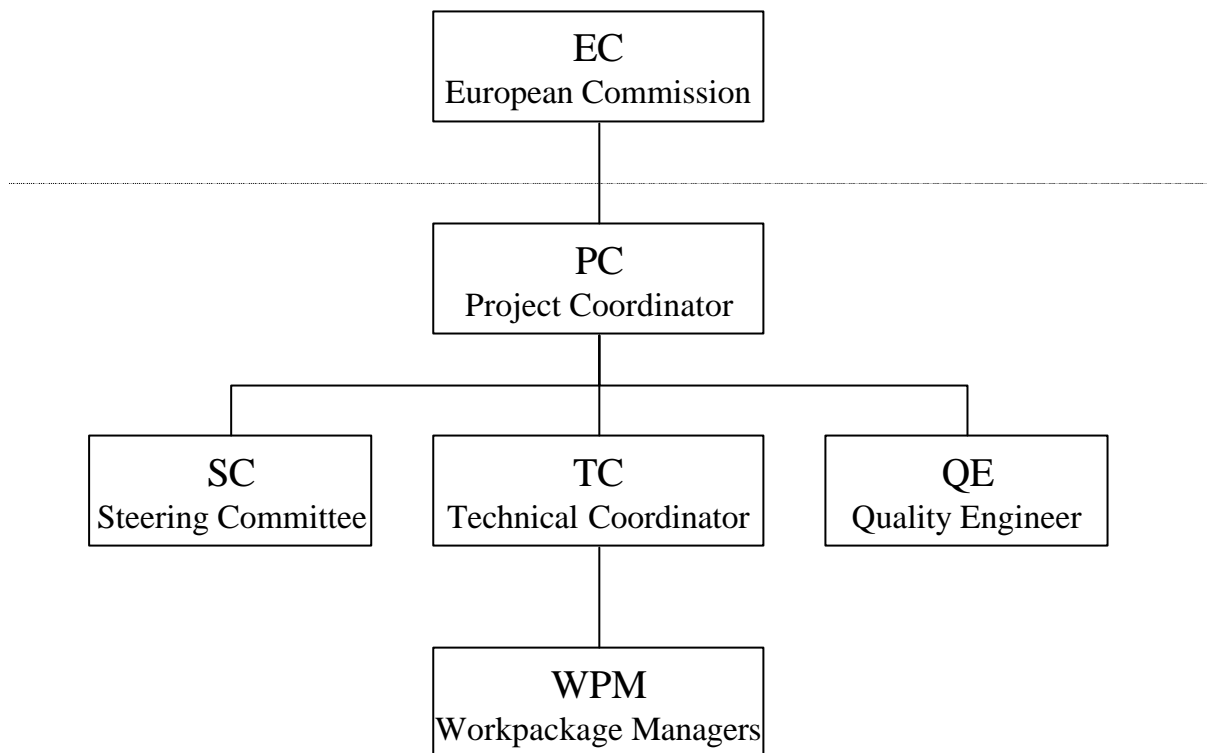 EC
European Commission
PC
Project Coordinator
SC
Steering Committee
TC
Technical Coordinator
QE
Quality Engineer
WPM
Workpackage Managers